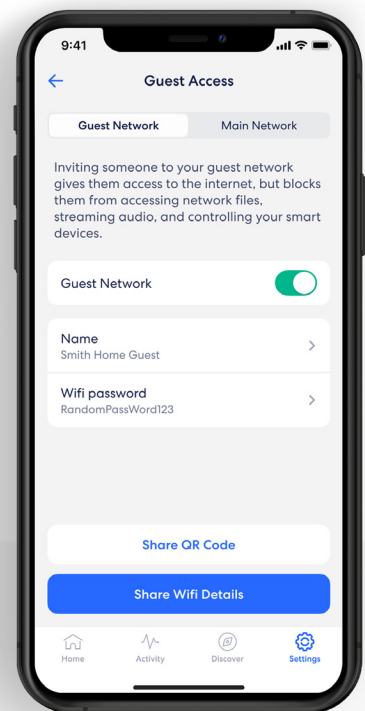 9:41
Guest Access
Guest Network
Main Network
Inviting someone to your guest network
gives them access to the internet, but blocks
them from accessing network files,
streaming audio, and controlling your smart
devices.
Guest Network
Name
Smith Home Guest
Wifi password
RandomPassWord123
Share QR Code
Share Wifi Details
Home
Activity
Discover
Settings